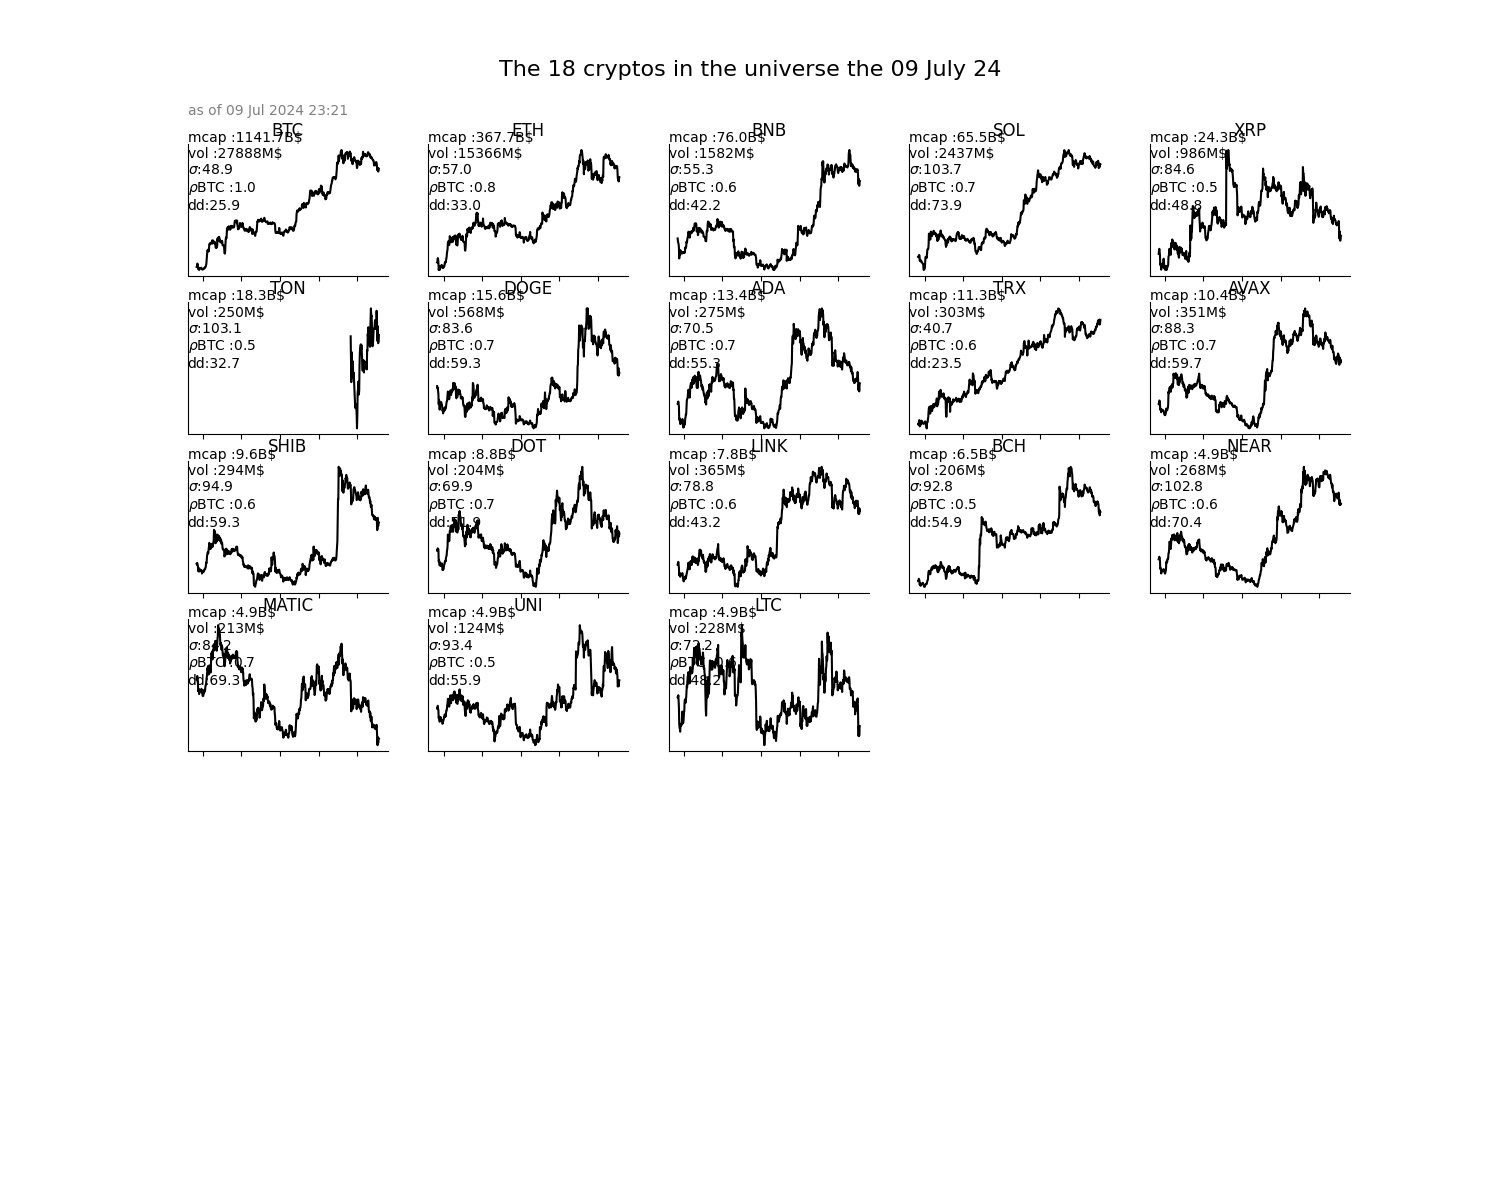 The 18 cryptos in the universe the 09 July 24
as of 09 Jul 2024 23:21
BTC
mcap :1141.7B$
vol :27888M$
σ:48.9
ρBTC :1.0
dd:25.9
ETH
mcap :367.7B$
vol :15366M$
σ:57.0
ρBTC :0.8
dd:33.0
BNB
mcap :76.0B$
vol :1582M$
σ:55.3
ρBTC :0.6
dd:42.2
SOL
mcap :65.5B$
vol :2437M$
σ:103.7
ρBTC :0.7
dd:73.9
XRP
mcap :24.3B$
vol :986M$
σ:84.6
ρBTC :0.5
dd:48.8
TON
mcap :18.3B$
vol :250M$
σ:103.1
ρBTC :0.5
dd:32.7
DOGE
mcap :15.6B$
vol :568M$
σ:83.6
ρBTC :0.7
dd:59.3
ADA
mcap :13.4B$
vol :275M$
σ:70.5
ρBTC :0.7
dd:55.3
TRX
mcap :11.3B$
vol :303M$
σ:40.7
ρBTC :0.6
dd:23.5
AVAX
mcap :10.4B$
vol :351M$
σ:88.3
ρBTC :0.7
dd:59.7
SHIB
mcap :9.6B$
vol :294M$
σ:94.9
ρBTC :0.6
dd:59.3
DOT
mcap :8.8B$
vol :204M$
σ:69.9
ρBTC :0.7
LINK
mcap :7.8B$
vol :365M$
σ:78.8
ρBTC :0.6
dd:43.2
BCH
mcap :6.5B$
vol :206M$
σ:92.8
ρBTC :0.5
dd:54.9
NEAR
mcap :4.9B$
vol :268M$
σ:102.8
ρBTC :0.6
dd:70.4
MATIC
mcap :4.9B$
vol :213M$
ρBTC :0.7
dd:69.3
UNI
mcap :4.9B$
vol :124M$
σ:93.4
ρBTC :0.5
dd:55.9
LTC
mcap :4.9B$
vol :228M$
σ:72.2
dd:48.2